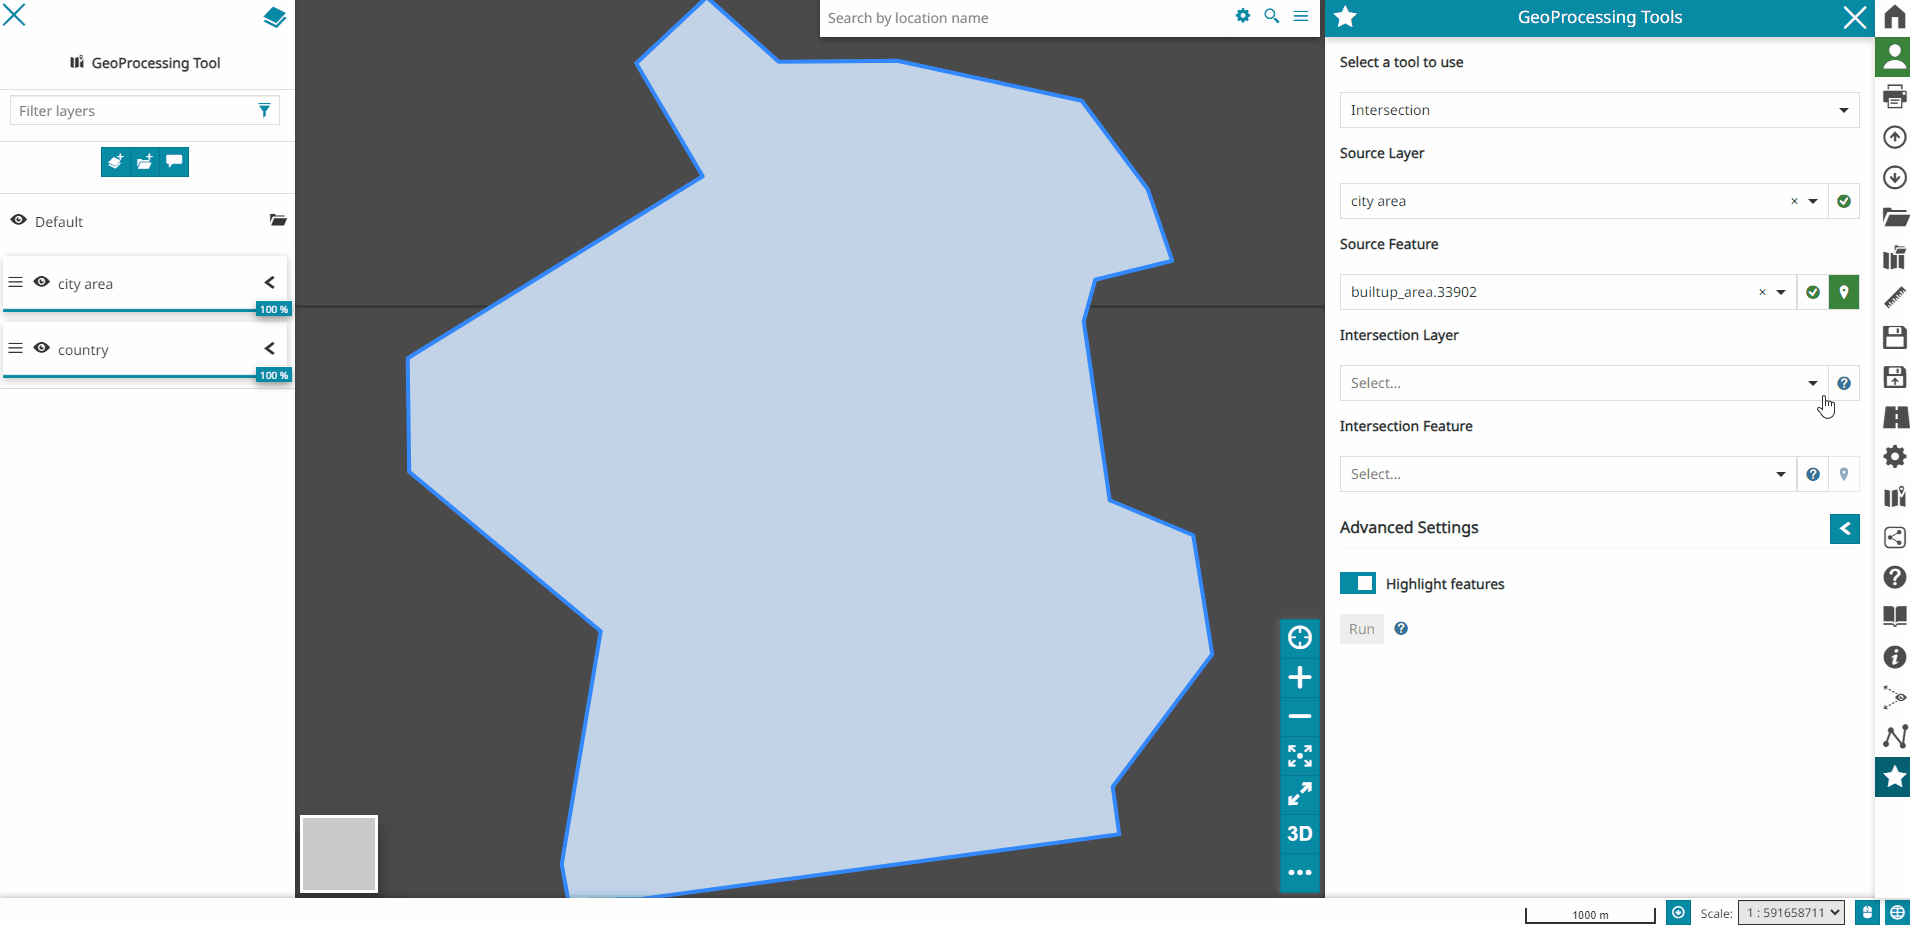 GeoProcessing Tool
Filter layers
Default
city area
100 %
country
100 %
Search by location name
3D
GeoProcessing Tools
Select a tool to use
Intersection
Source Layer
city area
Source Feature
builtup_area.33902
Intersection Layer
Select...
Intersection Feature
Select...
Advanced Settings
Highlight features
Run
1000 m
Scale: 1 : 591658711